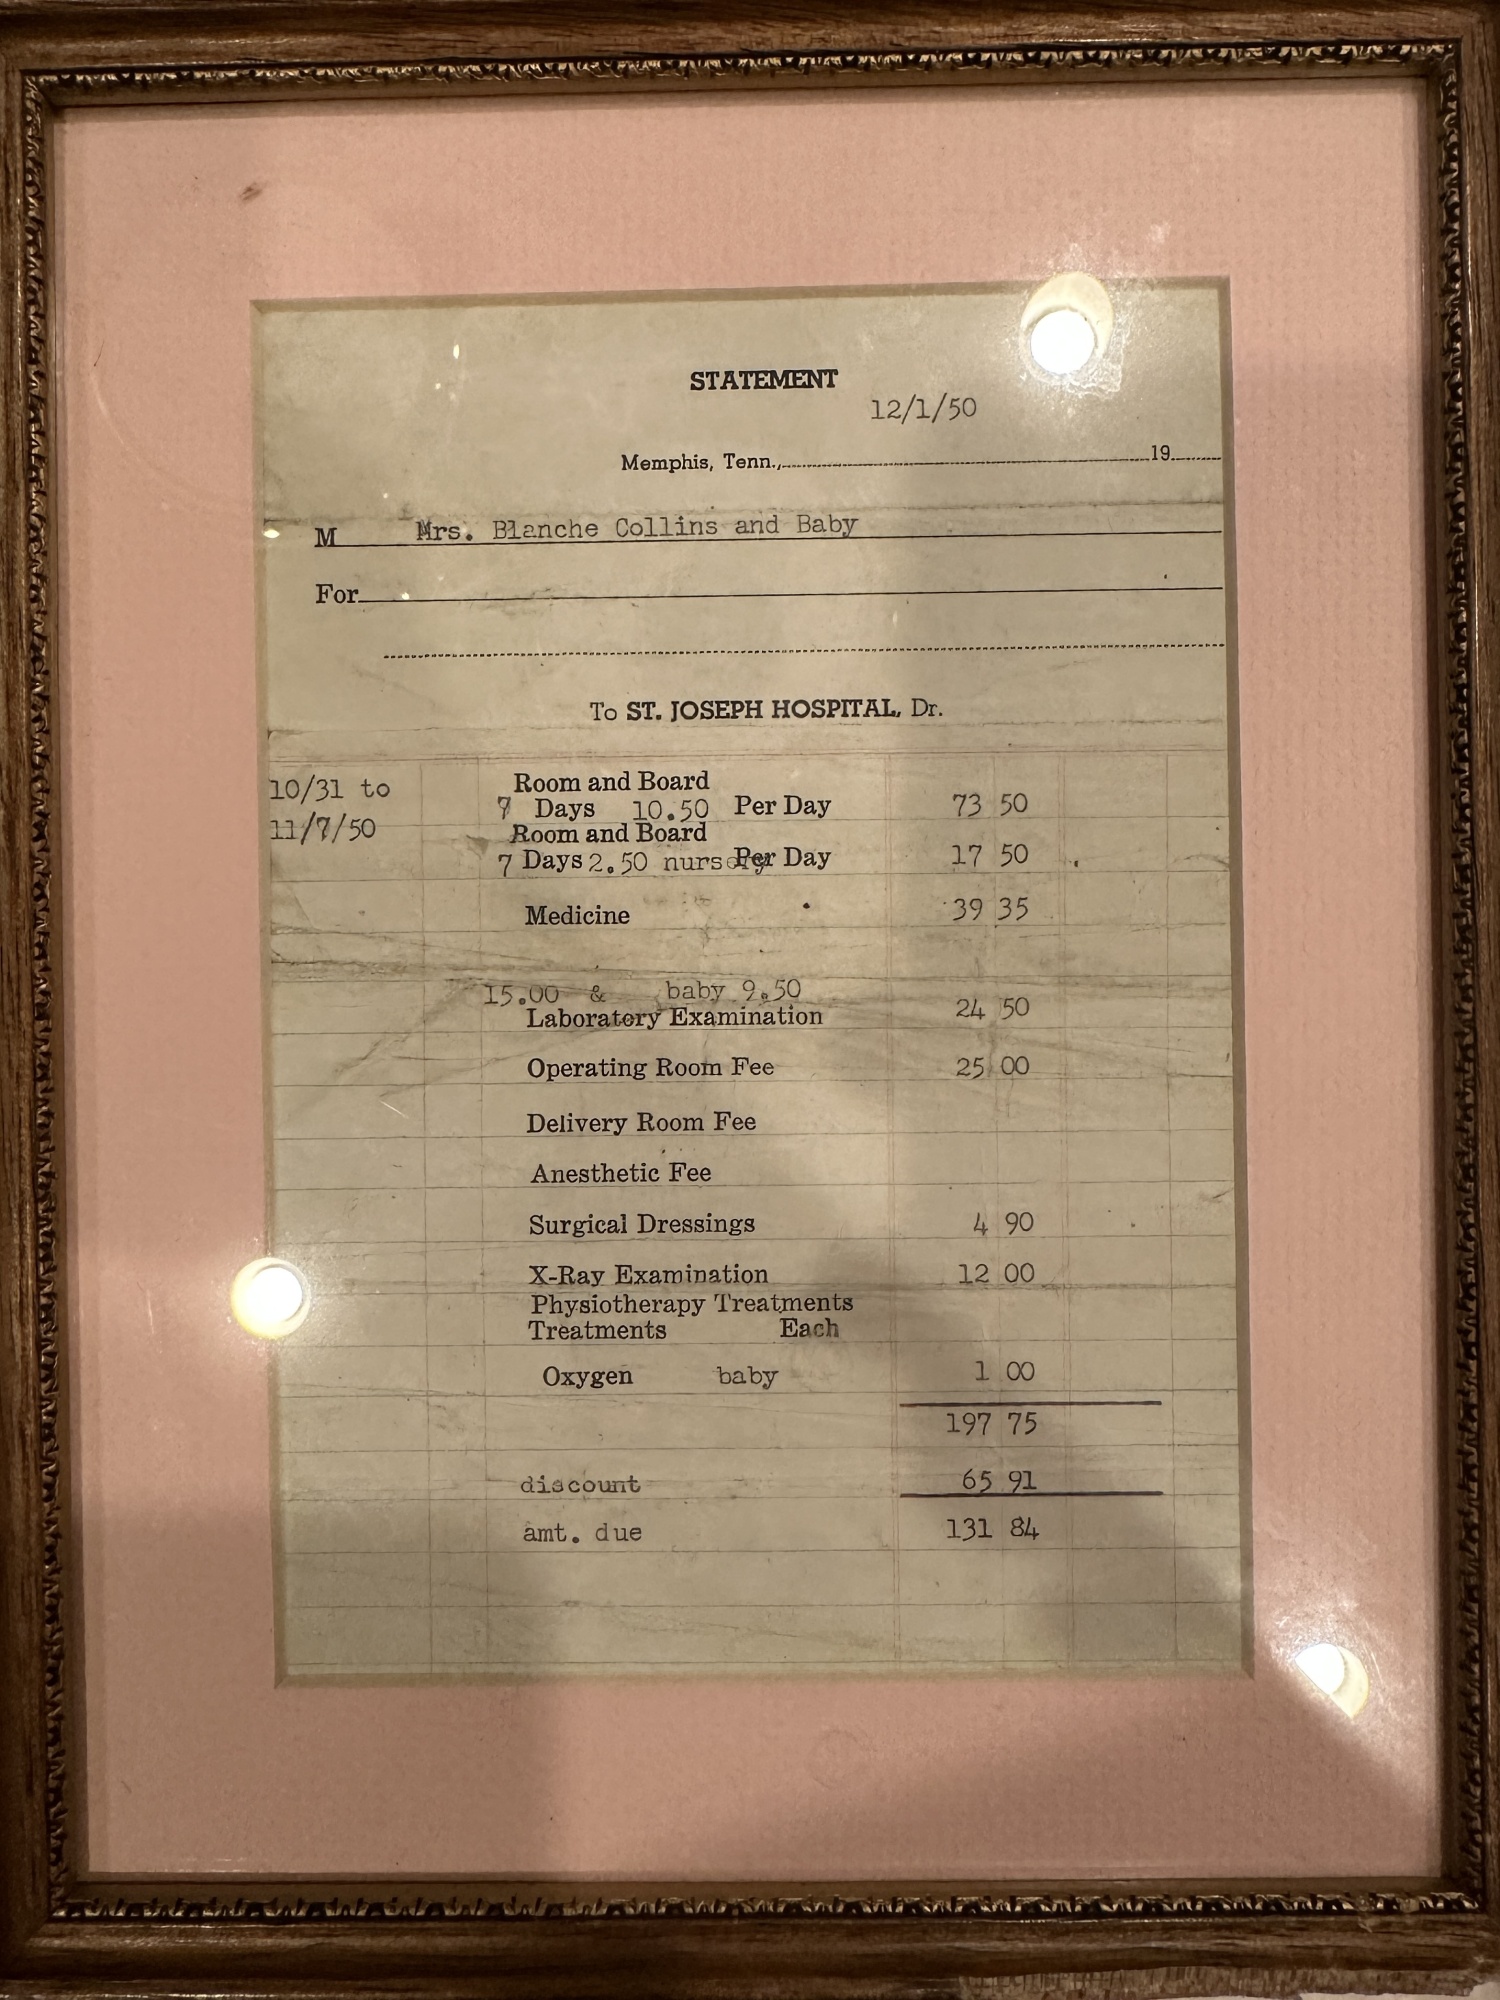 STATEMENT
12/1/50
Memphis, Tenn., 19
M Mrs. Blanche Collins and Baby
For
To ST. JOSEPH HOSPITAL, Dr.
10/31 to Room and Board
7 Days 10.50 Per Day 73 50
11/7/50 Room and Board
7 Days 2.50 nursery Per Day 17 50
Medicine 39 35
15.00 & baby 9.50
Laboratory Examination 24 50
Operating Room Fee 25 00
Delivery Room Fee
Anesthetic Fee
Surgical Dressings 4 90
X-Ray Examination 12 00
Physiotherapy Treatments
Treatments Each
Oxygen baby 1 00
197 75
discount 65 91
amt. due 131 84